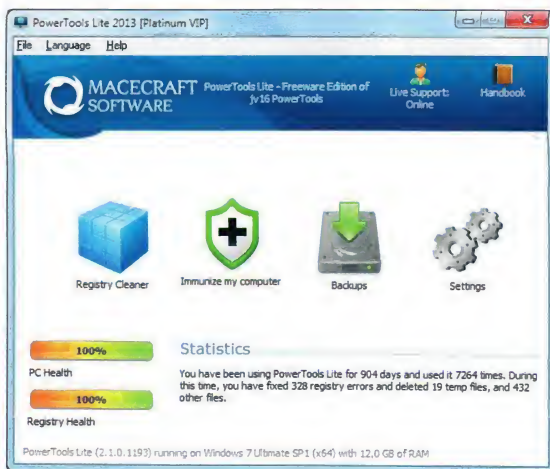 PowerTools Lite 2013 [Platinum VIP]
File Language Help
MACECRAFT
SOFTWARE
PowerTools Lite - Freeware Edition of
jv16 PowerTools
Live Support:
Online
Handbook
Registry Cleaner
Immunize my computer
Backups
Settings
100%
PC Health
100%
Registry Health
Statistics
You have been using PowerTools Lite for 904 days and used it 7264 times. During
this time, you have fixed 328 registry errors and deleted 19 temp files, and 432
other files.
PowerTools Lite (2.1.0.1193) running on Windows 7 Ultimate SP1 (x64) with 12,0 GB of RAM